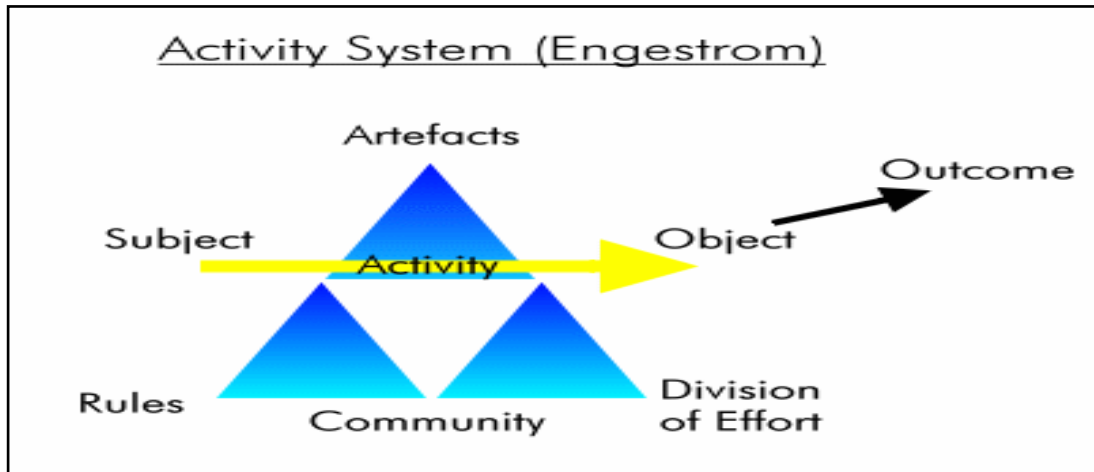 Activity System (Engestrom)
Artefacts
Outcome
Subject
Object
Activity
Rules
Community
Division
of Effort